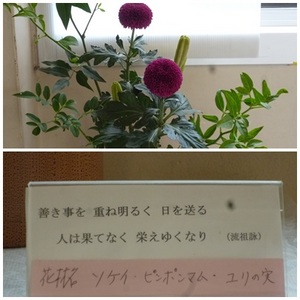 善き事を 重ね明るく 日を送る
人は果てなく 栄えゆくなり (流祖詠)
花材名 ソケイ・ピンポンマム・ユリの実